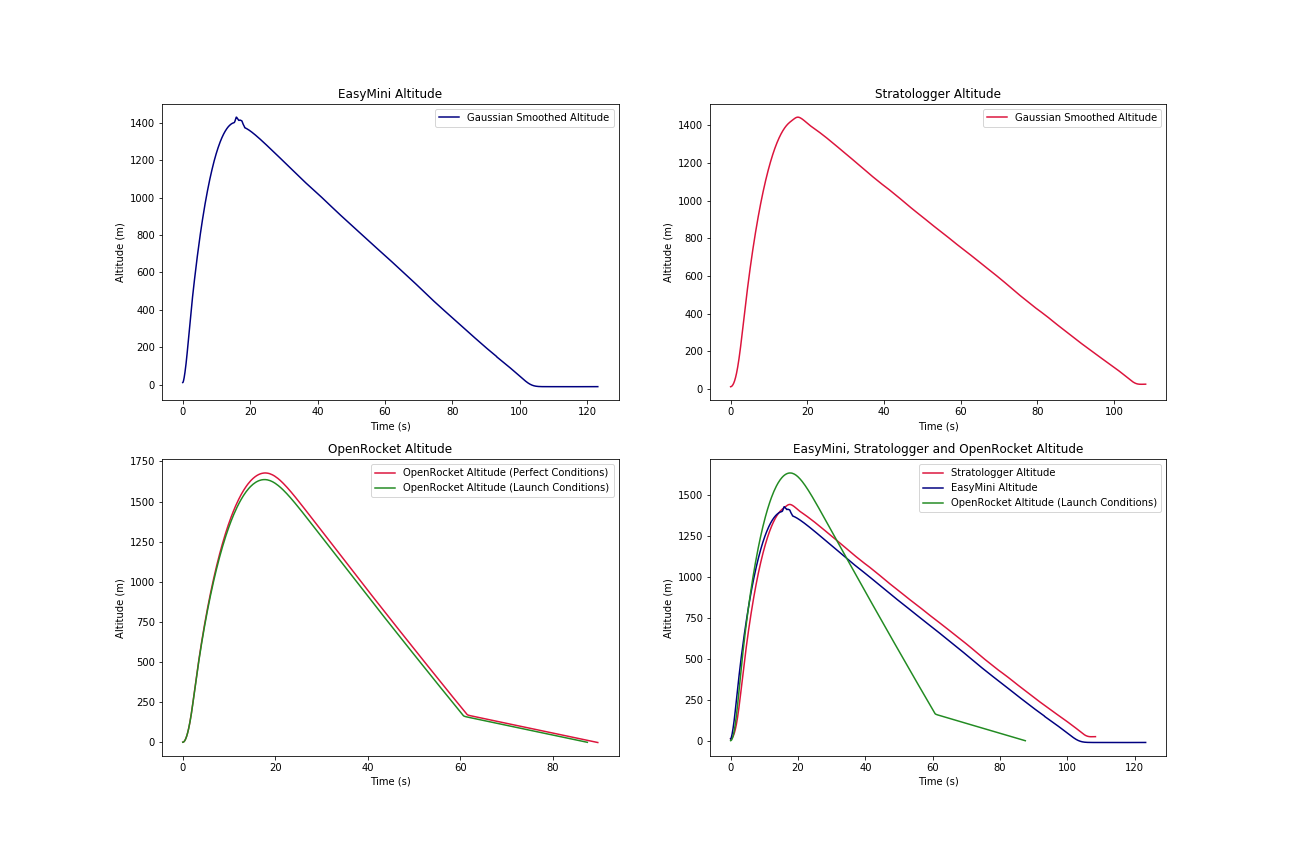 EasyMini Altitude
Gaussian Smoothed Altitude
Altitude (m)
1400
1200
1000
800
600
400
200
0
0 20 40 60 80 100 120
Time (s)
Stratologger Altitude
Gaussian Smoothed Altitude
Altitude (m)
1400
1200
1000
800
600
400
200
0
0 20 40 60 80 100
Time (s)
OpenRocket Altitude
OpenRocket Altitude (Perfect Conditions)
OpenRocket Altitude (Launch Conditions)
Altitude (m)
1750
1500
1250
1000
750
500
250
0
0 20 40 60 80
Time (s)
EasyMini, Stratologger and OpenRocket Altitude
Stratologger Altitude
EasyMini Altitude
OpenRocket Altitude (Launch Conditions)
Altitude (m)
1500
1250
1000
750
500
250
0
0 20 40 60 80 100 120
Time (s)